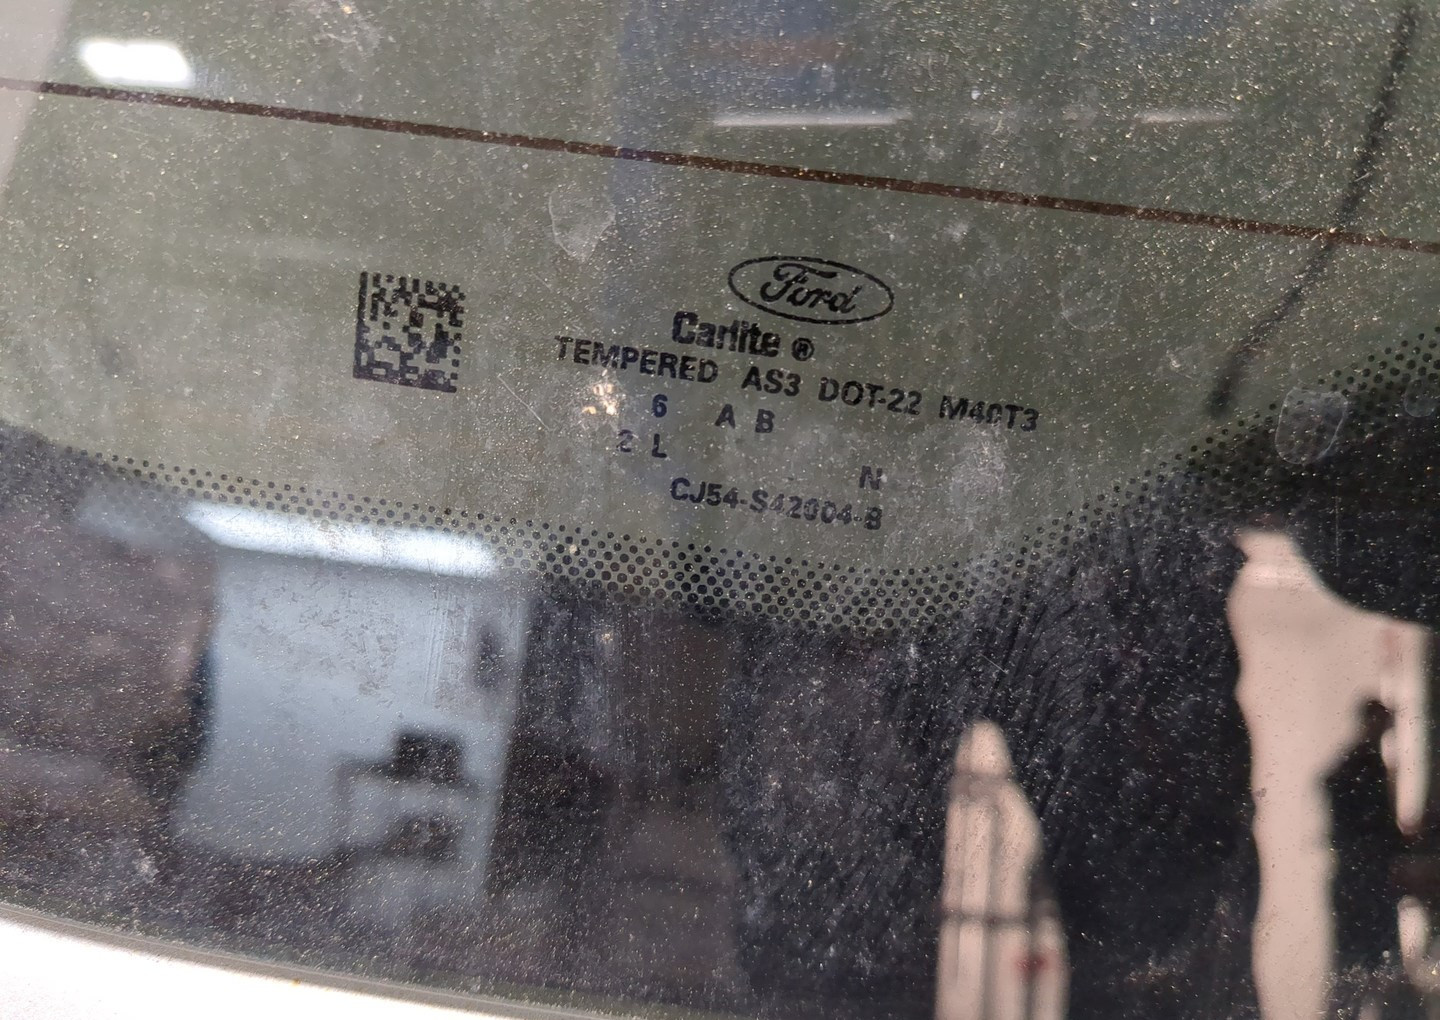 Ford
Carlite ®
TEMPERED AS3 DOT-22 M40T3
6 A B
2 L
N
CJ54-S42004-B